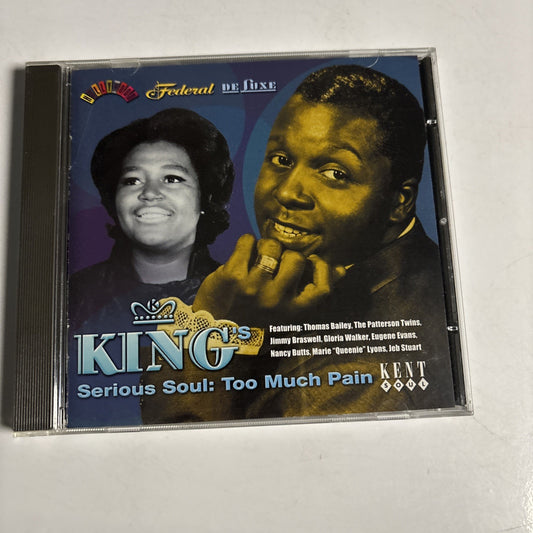 Federal
DE LUXE
KING'S
Featuring: Thomas Bailey, The Patterson Twins,
Jimmy Braswell, Gloria Walker, Eugene Evans,
Nancy Butts, Marie "Queenie" Lyons, Jeb Stuart
Serious Soul: Too Much Pain
KENT
SOUL